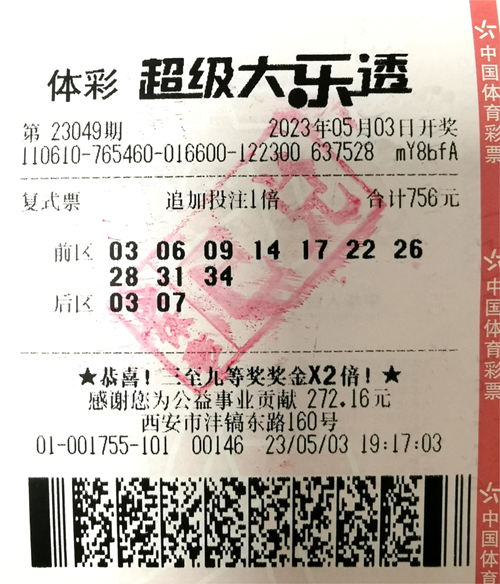 体彩 超级大乐透
第 23049期 2023年05月03日开奖
110610-765460-016600-122300 637528 mY8bfA
复式票 追加投注1倍 合计756元
前区 03 06 09 14 17 22 26
28 31 34
后区 03 07
已兑
★恭喜！三至九等奖奖金X2倍！★
感谢您为公益事业贡献 272.16元
西安市沣镐东路160号
01-001755-101 00146 23/05/03 19:17:03
中国体育彩票
中国体育彩票
中国体育